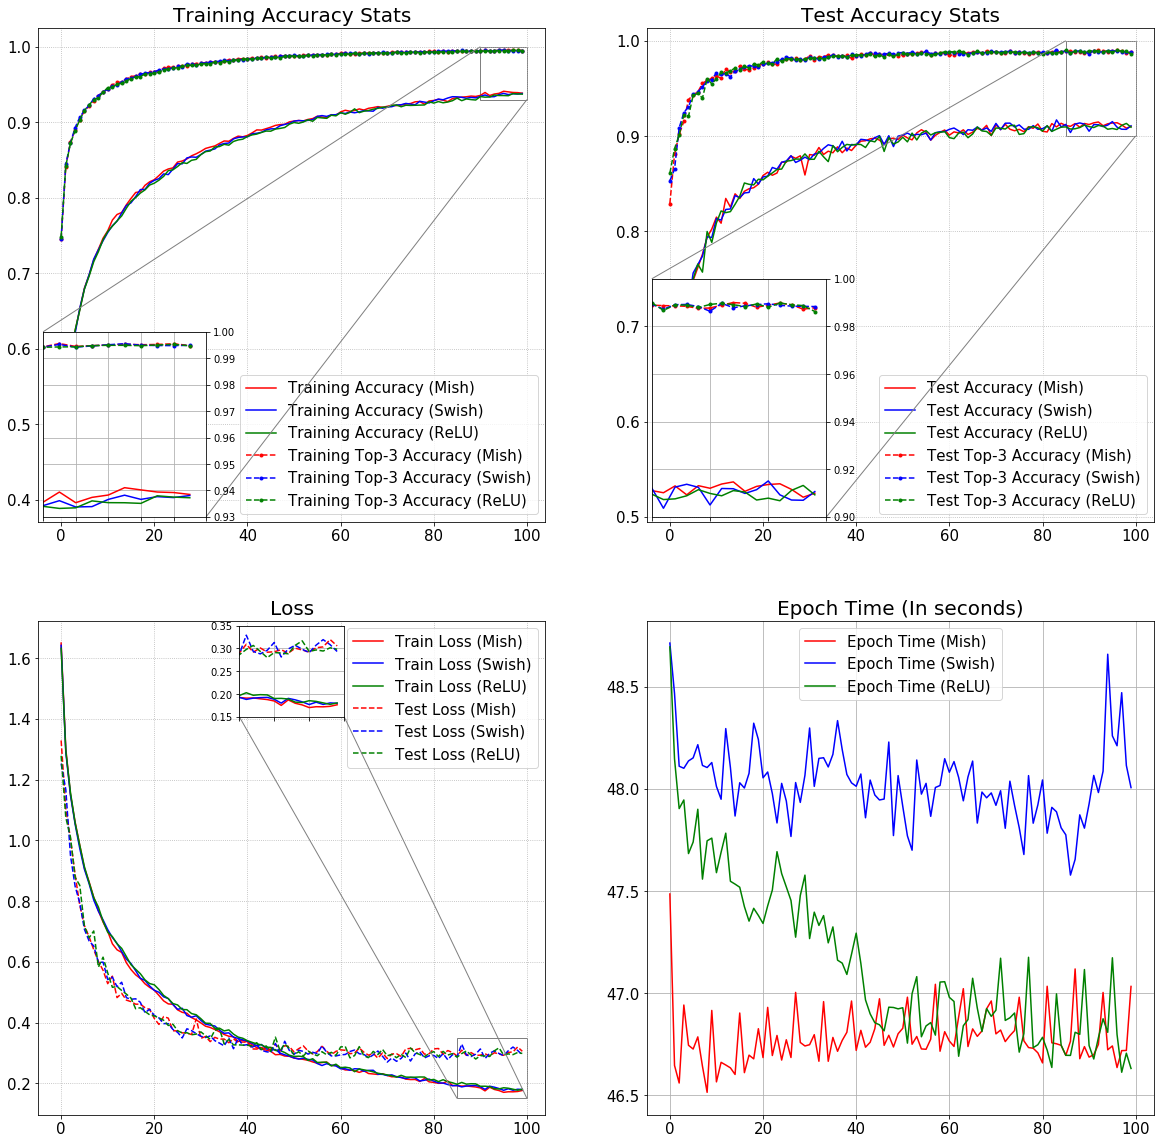 Training Accuracy Stats
1.0
0.9
0.8
0.7
0.6
0.5
0.4
1.00
0.99
0.98
0.97
0.96
0.95
0.94
0.93
Training Accuracy (Mish)
Training Accuracy (Swish)
Training Accuracy (ReLU)
Training Top-3 Accuracy (Mish)
Training Top-3 Accuracy (Swish)
Training Top-3 Accuracy (ReLU)
0 20 40 60 80 100
Test Accuracy Stats
1.0
0.9
0.8
0.7
0.6
0.5
1.00
0.98
0.96
0.94
0.92
0.90
Test Accuracy (Mish)
Test Accuracy (Swish)
Test Accuracy (ReLU)
Test Top-3 Accuracy (Mish)
Test Top-3 Accuracy (Swish)
Test Top-3 Accuracy (ReLU)
0 20 40 60 80 100
Loss
1.6
1.4
1.2
1.0
0.8
0.6
0.4
0.2
0.35
0.30
0.25
0.20
0.15
Train Loss (Mish)
Train Loss (Swish)
Train Loss (ReLU)
Test Loss (Mish)
Test Loss (Swish)
Test Loss (ReLU)
0 20 40 60 80 100
Epoch Time (In seconds)
48.5
48.0
47.5
47.0
46.5
Epoch Time (Mish)
Epoch Time (Swish)
Epoch Time (ReLU)
0 20 40 60 80 100